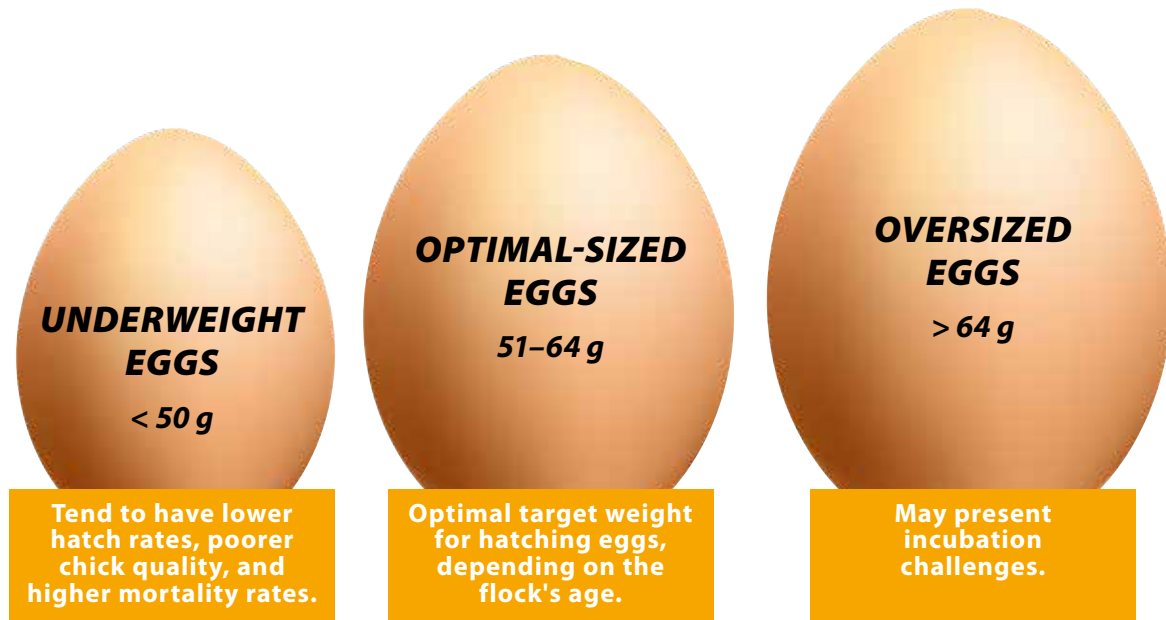 UNDERWEIGHT
EGGS
< 50 g
Tend to have lower
hatch rates, poorer
chick quality, and
higher mortality rates.
OPTIMAL-SIZED
EGGS
51–64 g
Optimal target weight
for hatching eggs,
depending on the
flock's age.
OVERSIZED
EGGS
> 64 g
May present
incubation
challenges.